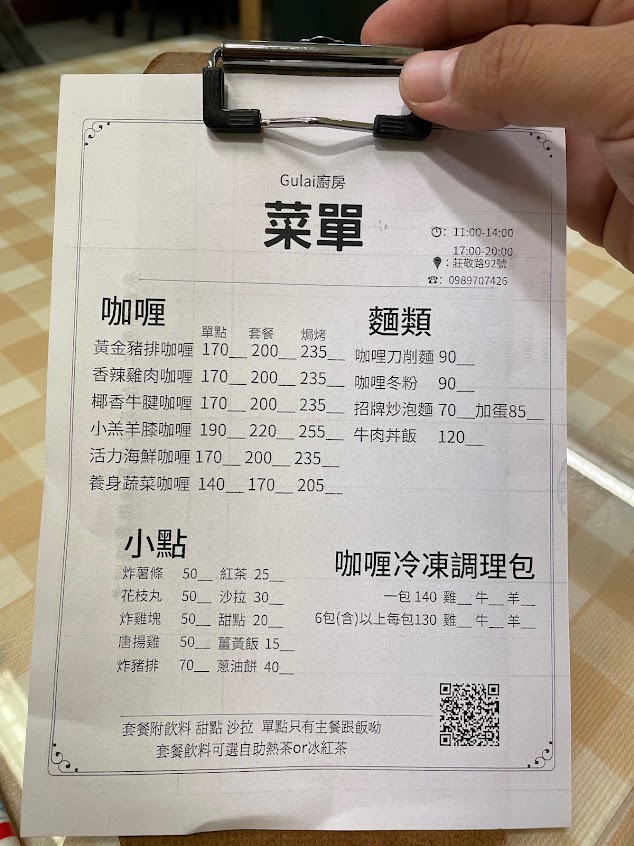 Gulai廚房
菜單
: 11:00-14:00
17:00-20:00
：莊敬路92號
: 0989707426
咖喱 單點 套餐 焗烤
黃金豬排咖喱 170__ 200__ 235__
香辣雞肉咖喱 170__ 200__ 235__
椰香牛腱咖喱 170__ 200__ 235__
小羔羊膝咖喱 190__ 220__ 255__
活力海鮮咖喱 170__ 200__ 235__
養身蔬菜咖喱 140__ 170__ 205__
麵類
咖哩刀削麵 90__
咖哩冬粉 90__
招牌炒泡麵 70__加蛋85__
牛肉丼飯 120__
小點
炸薯條 50__ 紅茶 25__
花枝丸 50__ 沙拉 30__
炸雞塊 50__ 甜點 20__
唐揚雞 50__ 薑黃飯 15__
炸豬排 70__ 蔥油餅 40__
咖喱冷凍調理包
一包 140 雞__ 牛__ 羊__
6包(含)以上每包130 雞__ 牛__ 羊__
套餐附飲料 甜點 沙拉 單點只有主餐跟飯呦
套餐飲料可選自助熱茶or冰紅茶